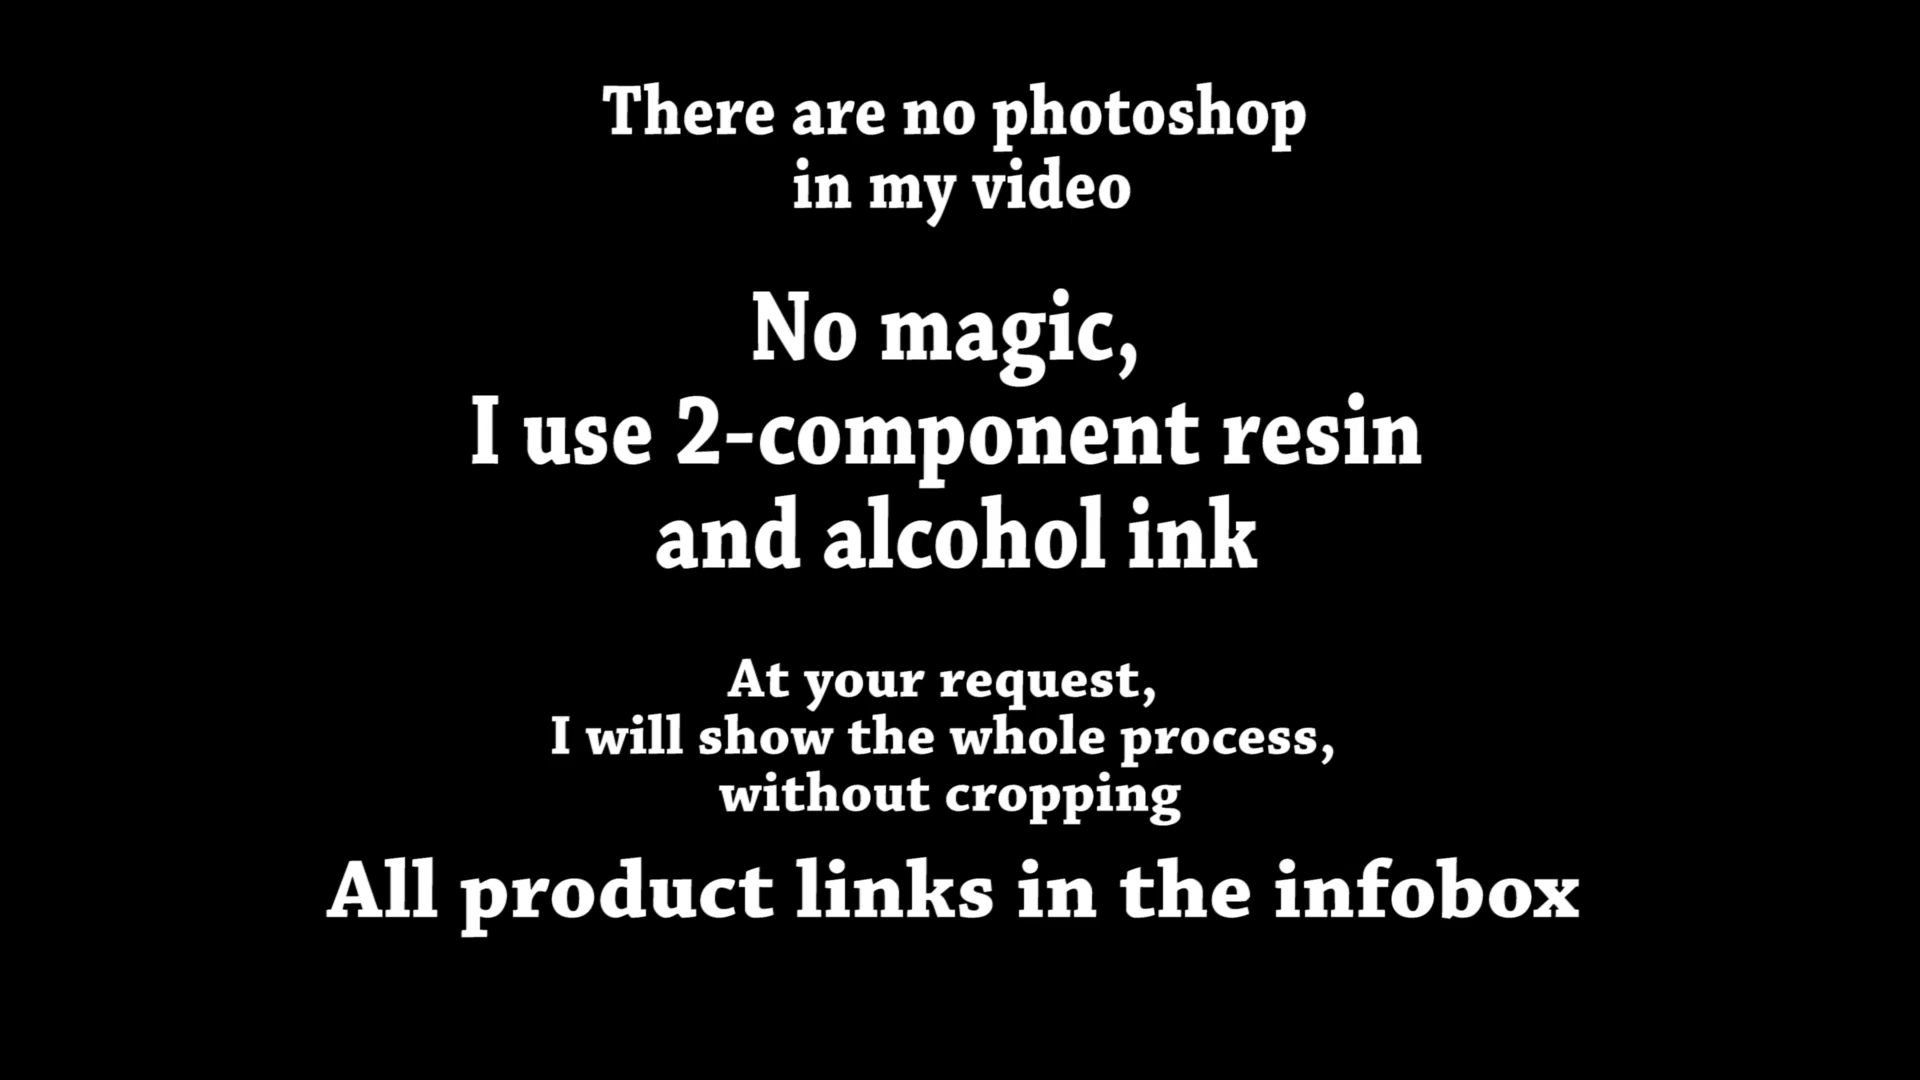 There are no photoshop
in my video
No magic,
I use 2-component resin
and alcohol ink
At your request,
I will show the whole process,
without cropping
All product links in the infobox